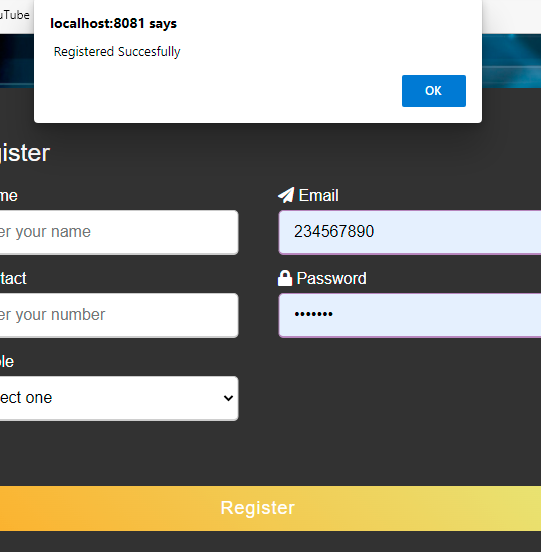 uTube
localhost:8081 says
Registered Succesfully
OK
gister
me
Email
er your name
234567890
tact
Password
er your number
•••••••
le
ect one
Register